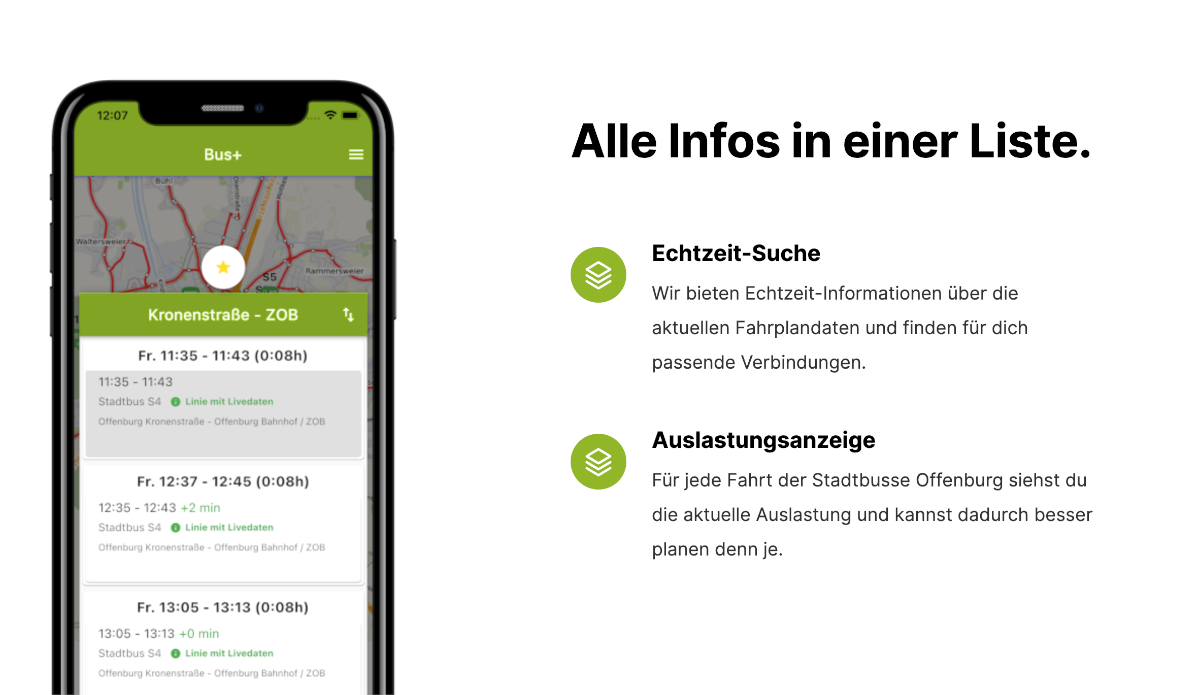 12:07
Bus+
Bühl
Waltersweier
S5
Rammersweier
Kronenstraße - ZOB
Fr. 11:35 - 11:43 (0:08h)
11:35 - 11:43
Stadtbus S4 Linie mit Livedaten
Offenburg Kronenstraße - Offenburg Bahnhof / ZOB
Fr. 12:37 - 12:45 (0:08h)
12:35 - 12:43 +2 min
Stadtbus S4 Linie mit Livedaten
Offenburg Kronenstraße - Offenburg Bahnhof / ZOB
Fr. 13:05 - 13:13 (0:08h)
13:05 - 13:13 +0 min
Stadtbus S4 Linie mit Livedaten
Offenburg Kronenstraße - Offenburg Bahnhof / ZOB
Alle Infos in einer Liste.
Echtzeit-Suche
Wir bieten Echtzeit-Informationen über die
aktuellen Fahrplandaten und finden für dich
passende Verbindungen.
Auslastungsanzeige
Für jede Fahrt der Stadtbusse Offenburg siehst du
die aktuelle Auslastung und kannst dadurch besser
planen denn je.